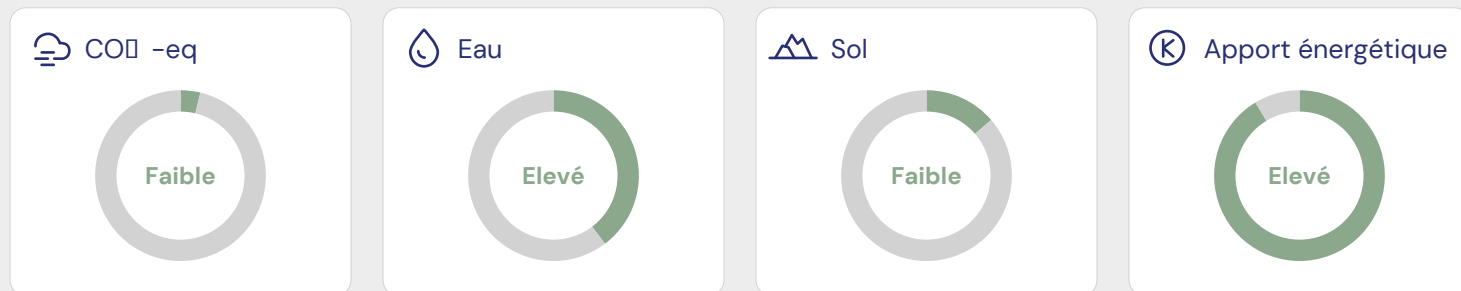 CO▯ -eq
Eau
Sol
Apport énergétique
Faible
Elevé
Faible
Elevé